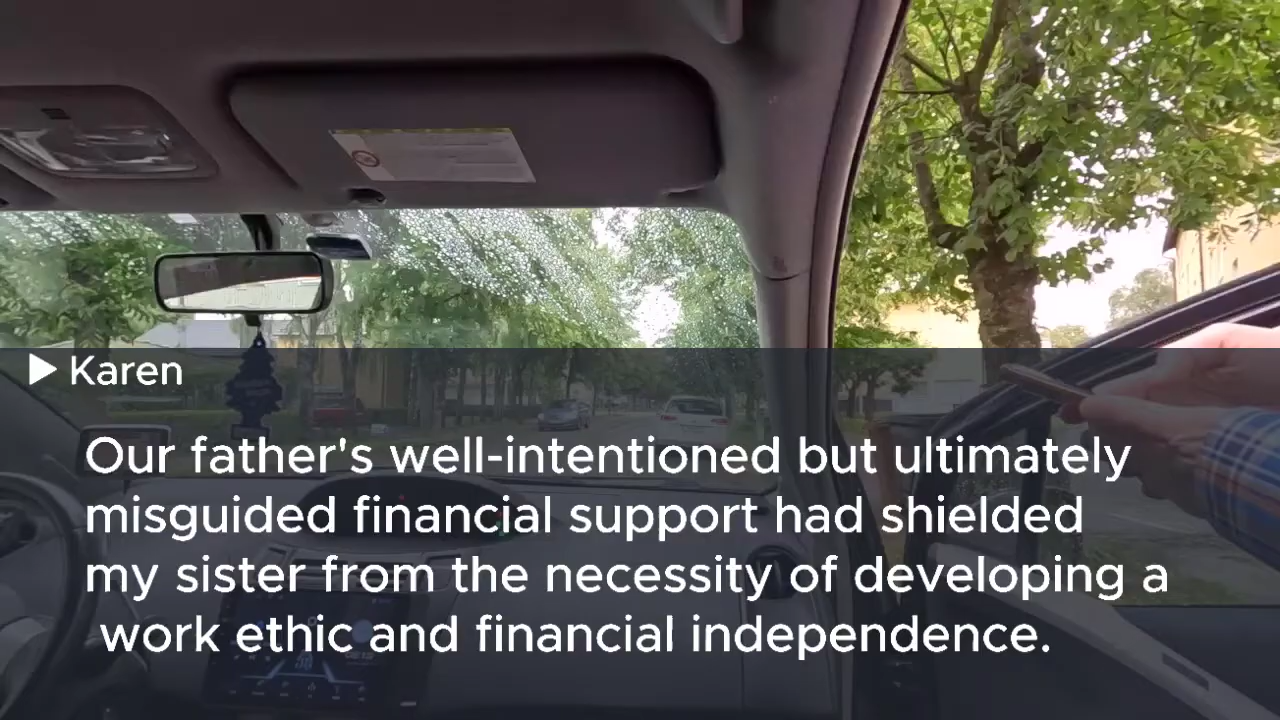 Karen
Our father's well-intentioned but ultimately
misguided financial support had shielded
my sister from the necessity of developing a
work ethic and financial independence.